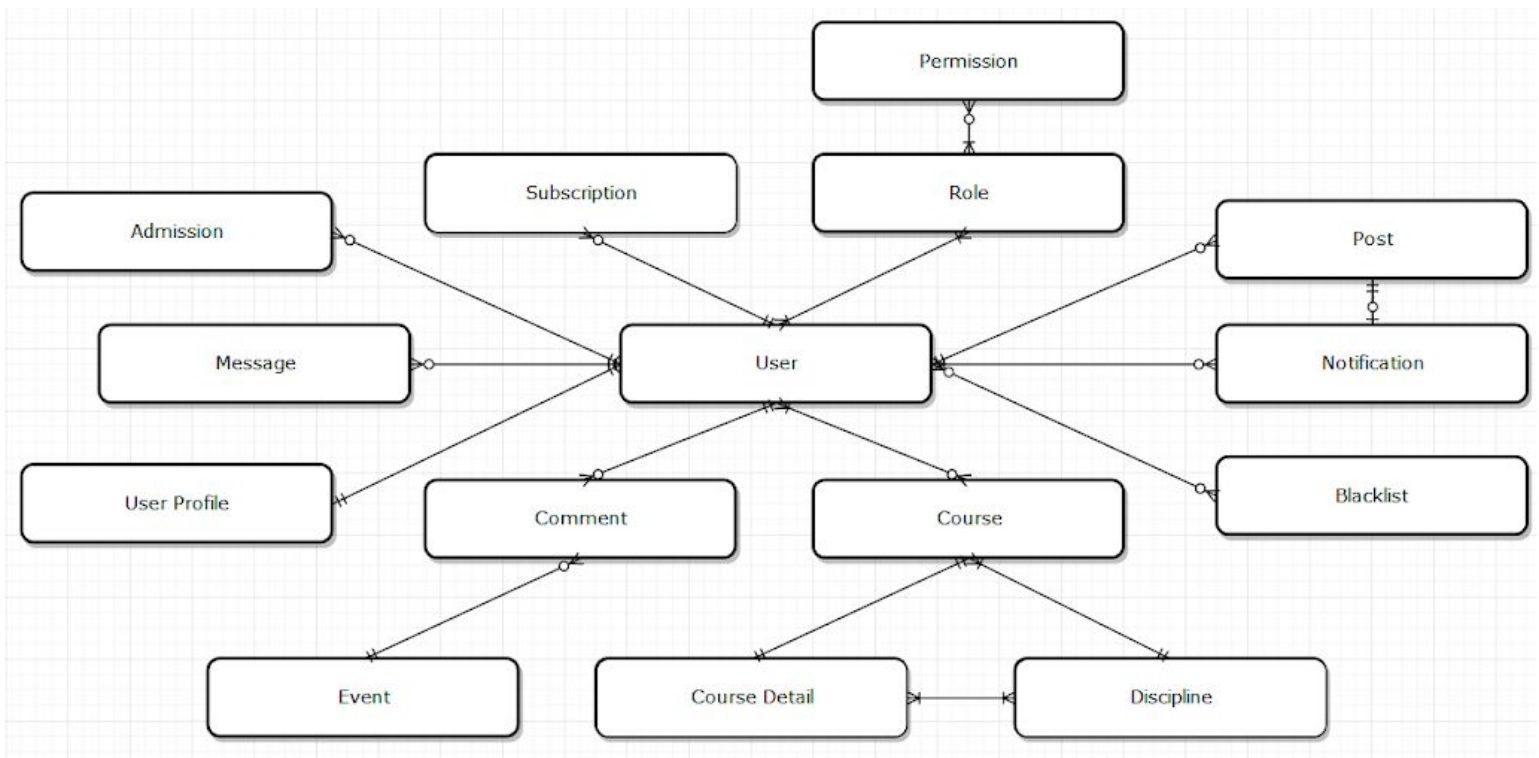 Permission
Subscription
Role
Admission
Post
Message
User
Notification
User Profile
Comment
Course
Blacklist
Event
Course Detail
Discipline